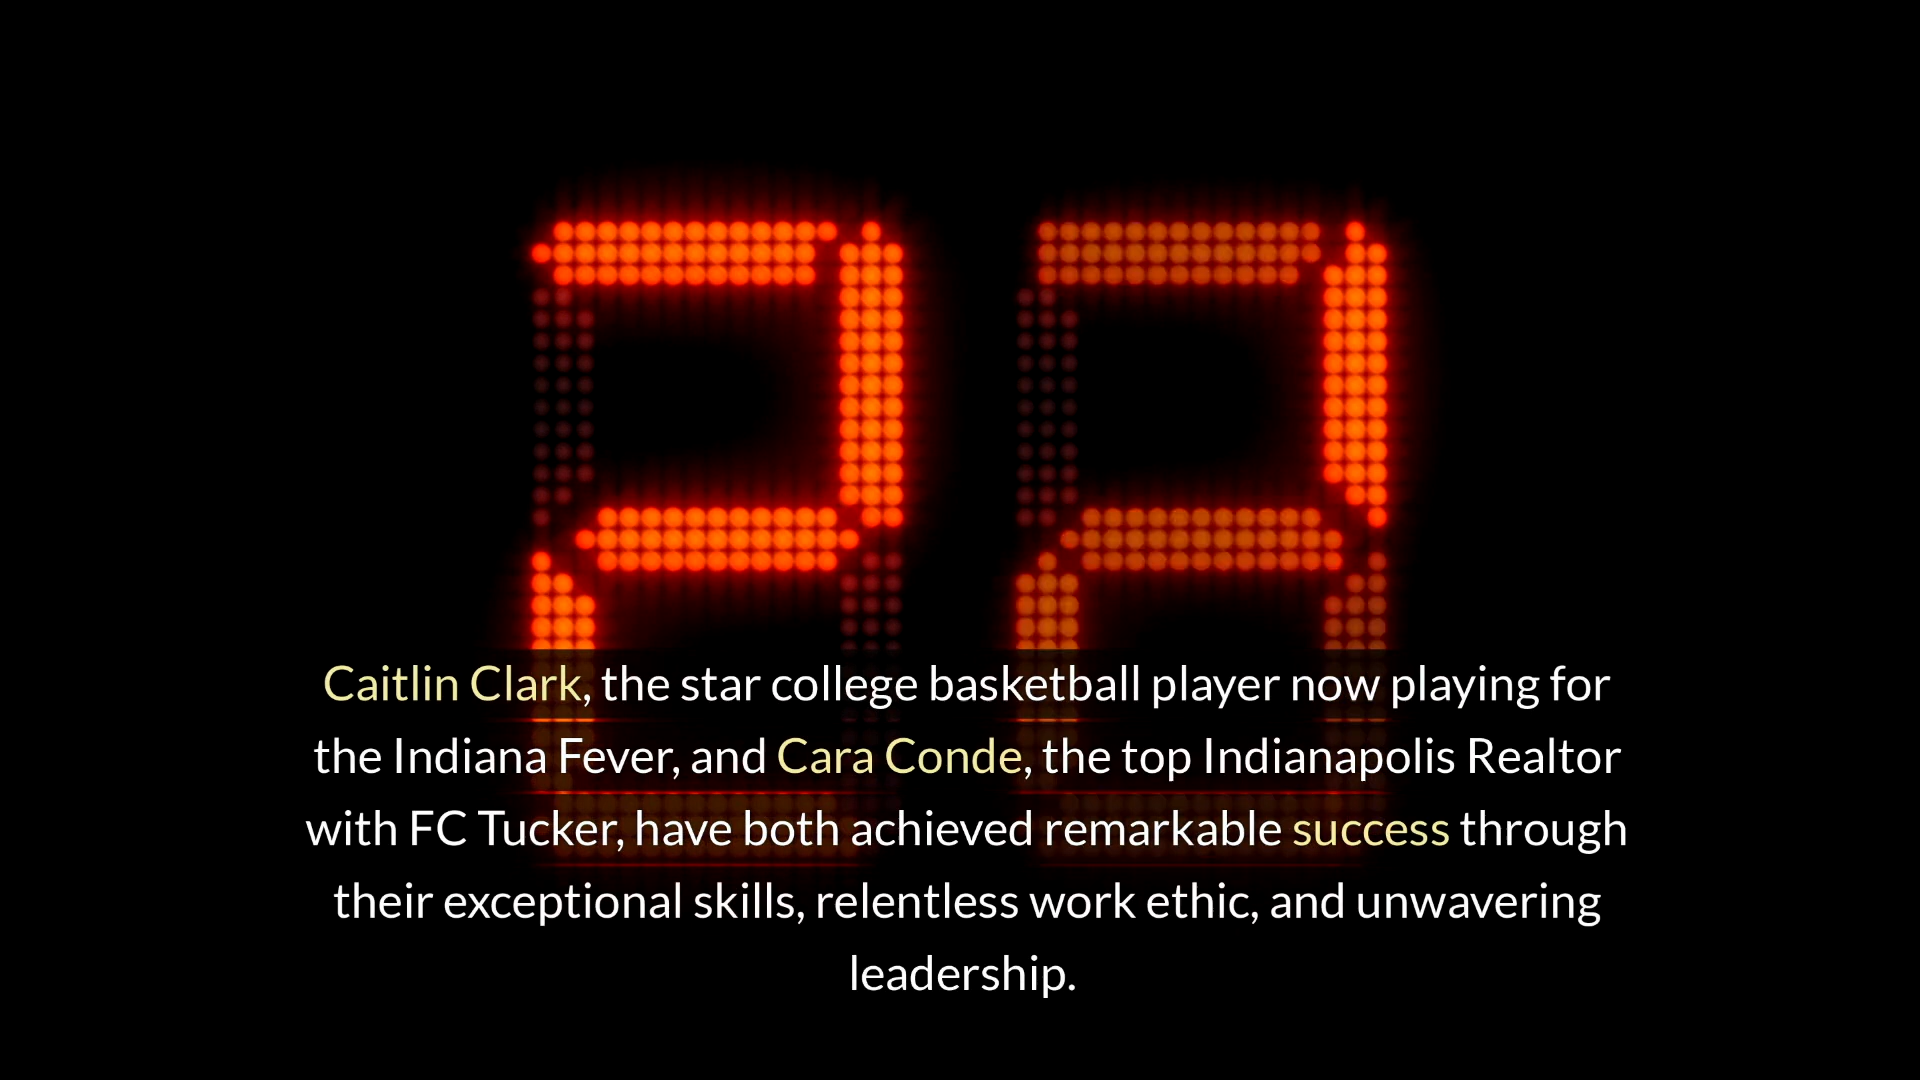 2
Caitlin Clark, the star college basketball player now playing for
the Indiana Fever, and Cara Conde, the top Indianapolis Realtor
with FC Tucker, have both achieved remarkable success through
their exceptional skills, relentless work ethic, and unwavering
leadership.